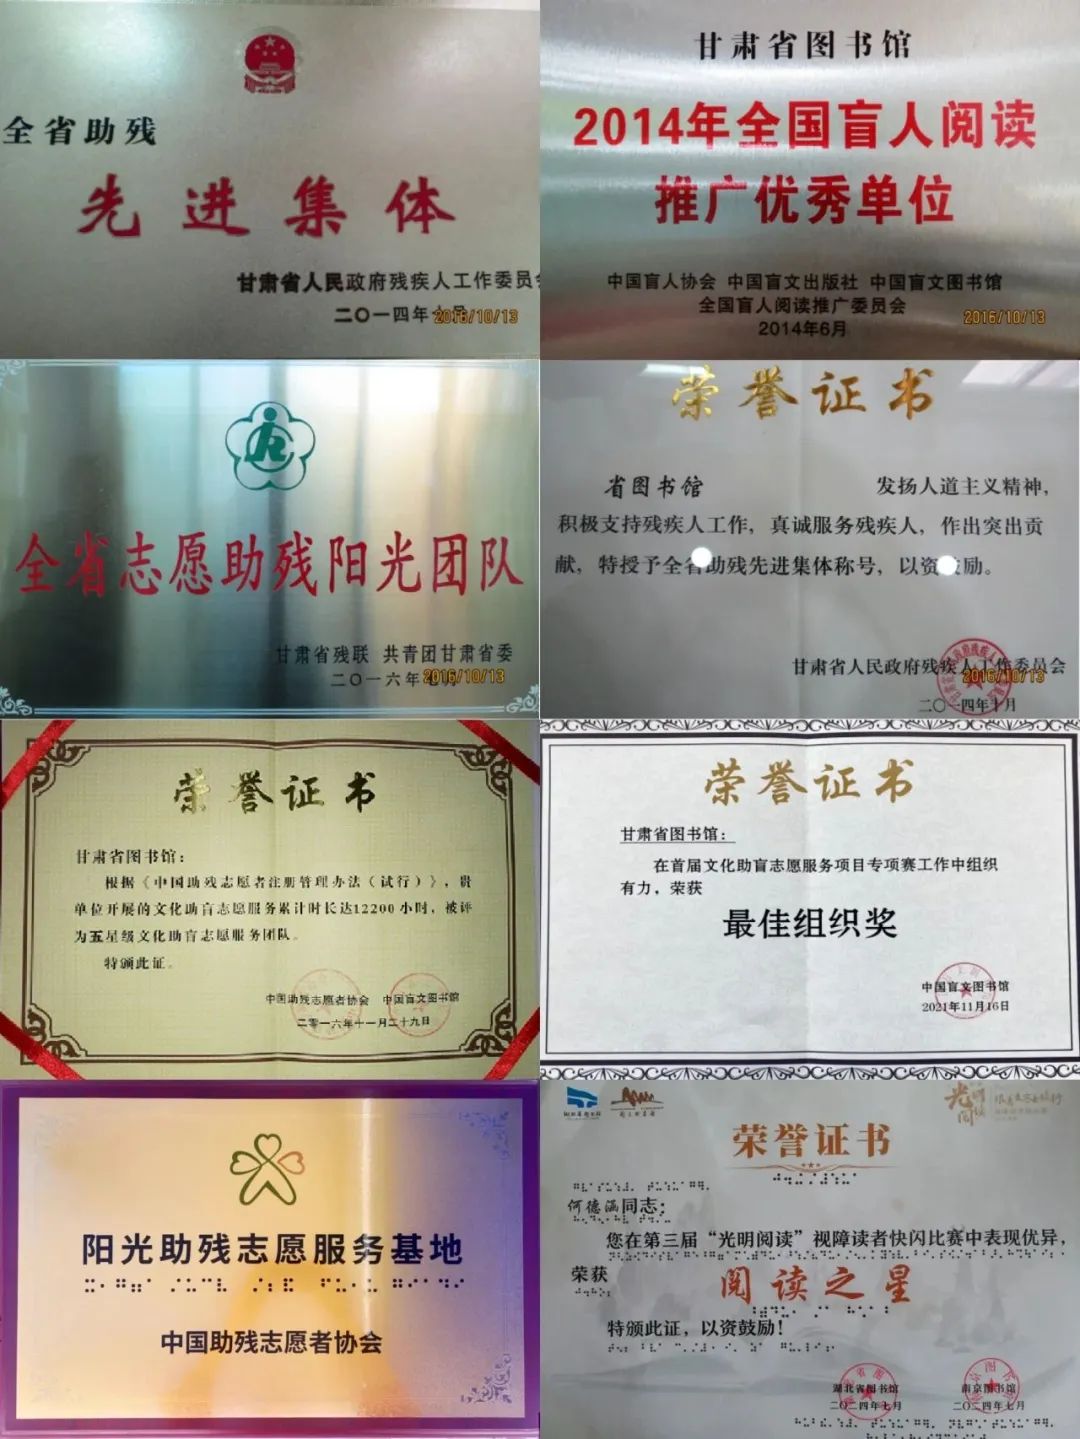 全省助残
先进集体
甘肃省人民政府残疾人工作委员会
二〇一四年
2016/10/13
甘肃省图书馆
2014年全国盲人阅读
推广优秀单位
中国盲人协会 中国盲文出版社 中国盲文图书馆
全国盲人阅读推广委员会
2014年6月
2016/10/13
全省志愿助残阳光团队
甘肃省残联 共青团甘肃省委
二〇一六年七月
2016/10/13
荣誉证书
省图书馆 发扬人道主义精神，
积极支持残疾人工作，真诚服务残疾人，作出突出贡
献，特授予全省助残先进集体称号，以资鼓励。
甘肃省人民政府残疾人工作委员会
2016/10/13
二〇一四年十月
荣誉证书
甘肃省图书馆：
根据《中国助残志愿者注册管理办法（试行）》，贵
单位开展的文化助盲志愿服务累计时长达12200小时，被评
为五星级文化助盲志愿服务团队。
特颁此证。
中国助残志愿者协会 中国盲文图书馆
二零一六年十一月二十九日
荣誉证书
甘肃省图书馆：
在首届文化助盲志愿服务项目专项赛工作中组织
有力，荣获
最佳组织奖
中国盲文图书馆
2021年11月16日
阳光助残志愿服务基地
中国助残志愿者协会
荣誉证书
何德涵同志：
您在第三届“光明阅读”视障读者快闪比赛中表现优异，
荣获
阅读之星
特颁此证，以资鼓励！
湖北省图书馆 南京图书馆
二〇二四年七月 二〇二四年七月